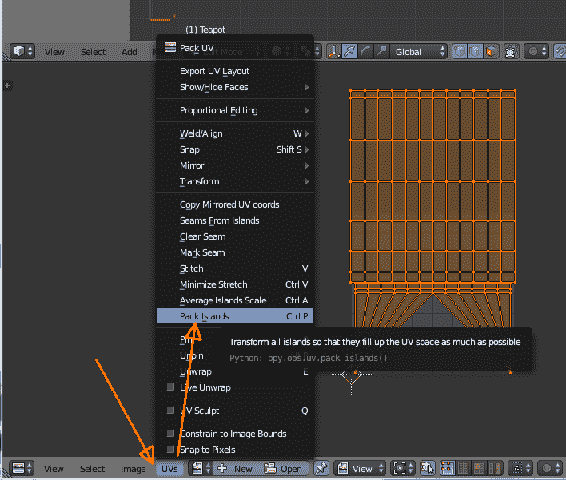 (1) Teapot
View Select Add Mode Global
Pack UV
Export UV Layout
Show/Hide Faces
Proportional Editing
Weld/Align W
Snap Shift S
Mirror
Transform
Copy Mirrored UV coords
Seams From Islands
Clear Seam
Mark Seam
Stitch V
Minimize Stretch Ctrl V
Average Islands Scale Ctrl A
Pack Islands Ctrl P
Transform all islands so that they fill up the UV space as much as possible
Python: bpy.ops.uv.pack_islands()
Unpin
Unwrap E
Live Unwrap
UV Sculpt Q
Constrain to Image Bounds
Snap to Pixels
View Select Image UVs New Open View